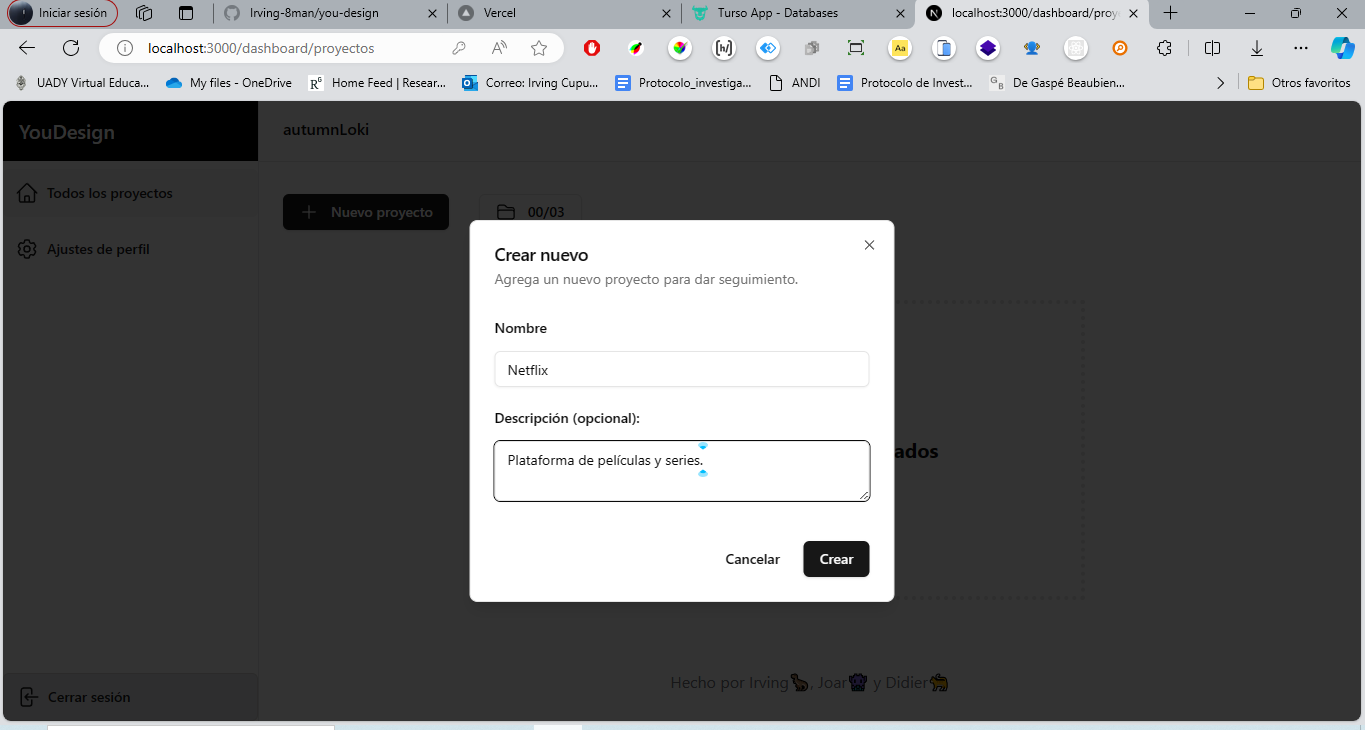 Iniciar sesión
Irving-8man/you-design
Vercel
Turso App - Databases
localhost:3000/dashboard/proy
localhost:3000/dashboard/proyectos
UADY Virtual Educa...
My files - OneDrive
Home Feed | Resear...
Correo: Irving Cupu...
Protocolo_investiga...
ANDI
Protocolo de Invest...
De Gaspé Beaubien...
Otros favoritos
YouDesign
autumnLoki
Todos los proyectos
Ajustes de perfil
Nuevo proyecto
00/03
Crear nuevo
Agrega un nuevo proyecto para dar seguimiento.
Nombre
Netflix
Descripción (opcional):
Plataforma de películas y series.
ados
Cancelar
Crear
Hecho por Irving🦒, Joar👾 y Didier🐅
Cerrar sesión